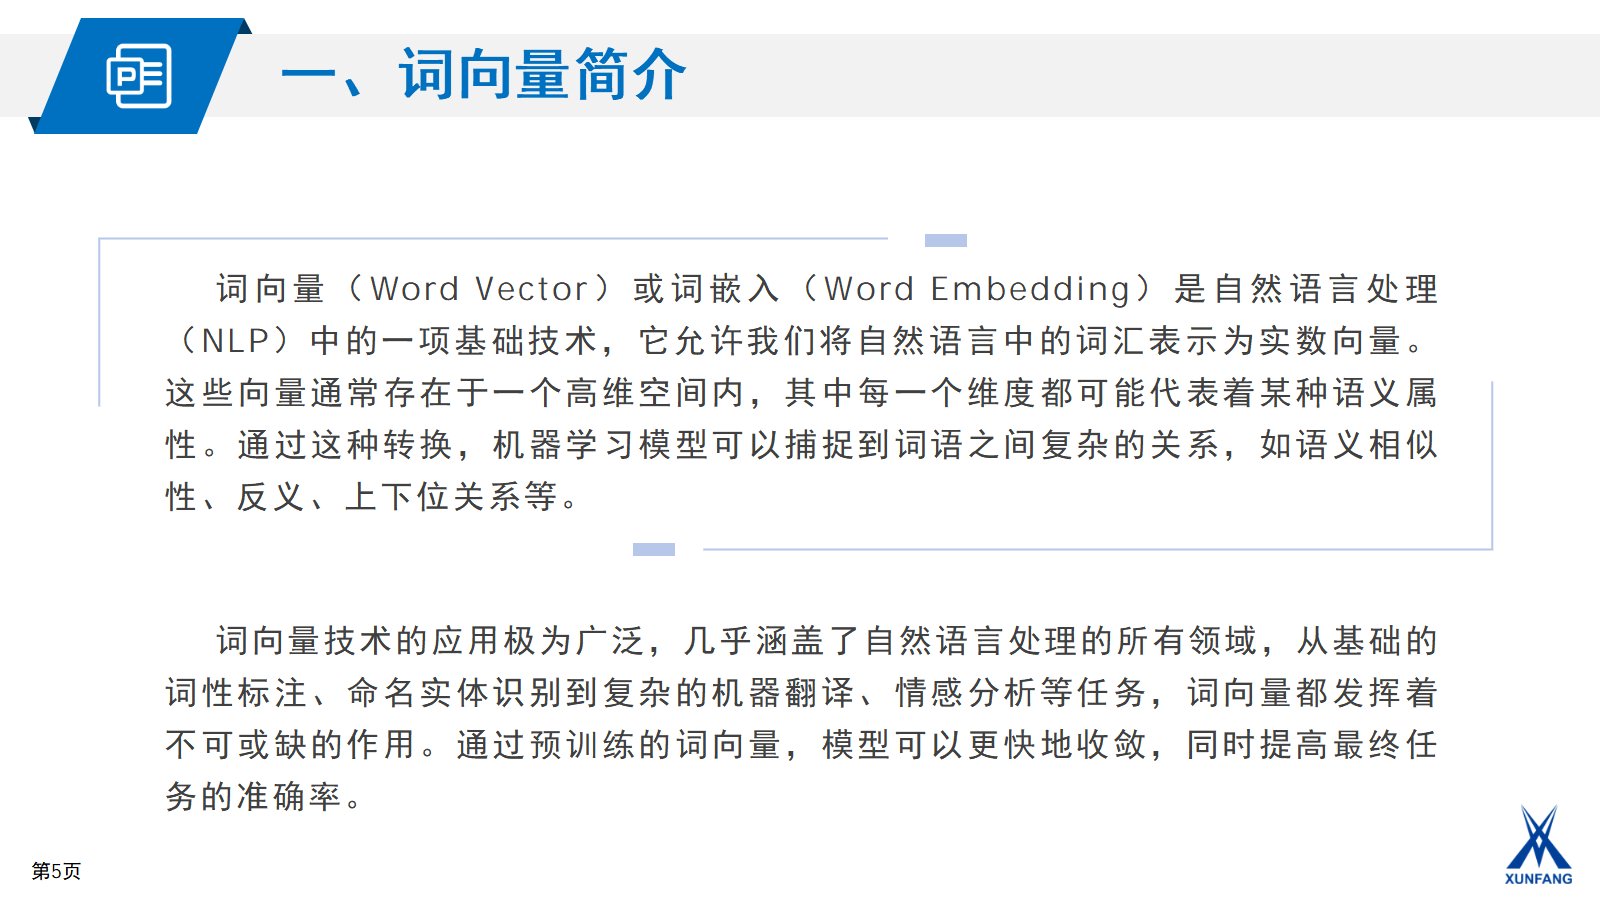 一、词向量简介
词向量（Word Vector）或词嵌入（Word Embedding）是自然语言处理
（NLP）中的一项基础技术，它允许我们将自然语言中的词汇表示为实数向量。
这些向量通常存在于一个高维空间内，其中每一个维度都可能代表着某种语义属
性。通过这种转换，机器学习模型可以捕捉到词语之间复杂的关系，如语义相似
性、反义、上下位关系等。
词向量技术的应用极为广泛，几乎涵盖了自然语言处理的所有领域，从基础的
词性标注、命名实体识别到复杂的机器翻译、情感分析等任务，词向量都发挥着
不可或缺的作用。通过预训练的词向量，模型可以更快地收敛，同时提高最终任
务的准确率。
第5页
XUNFANG